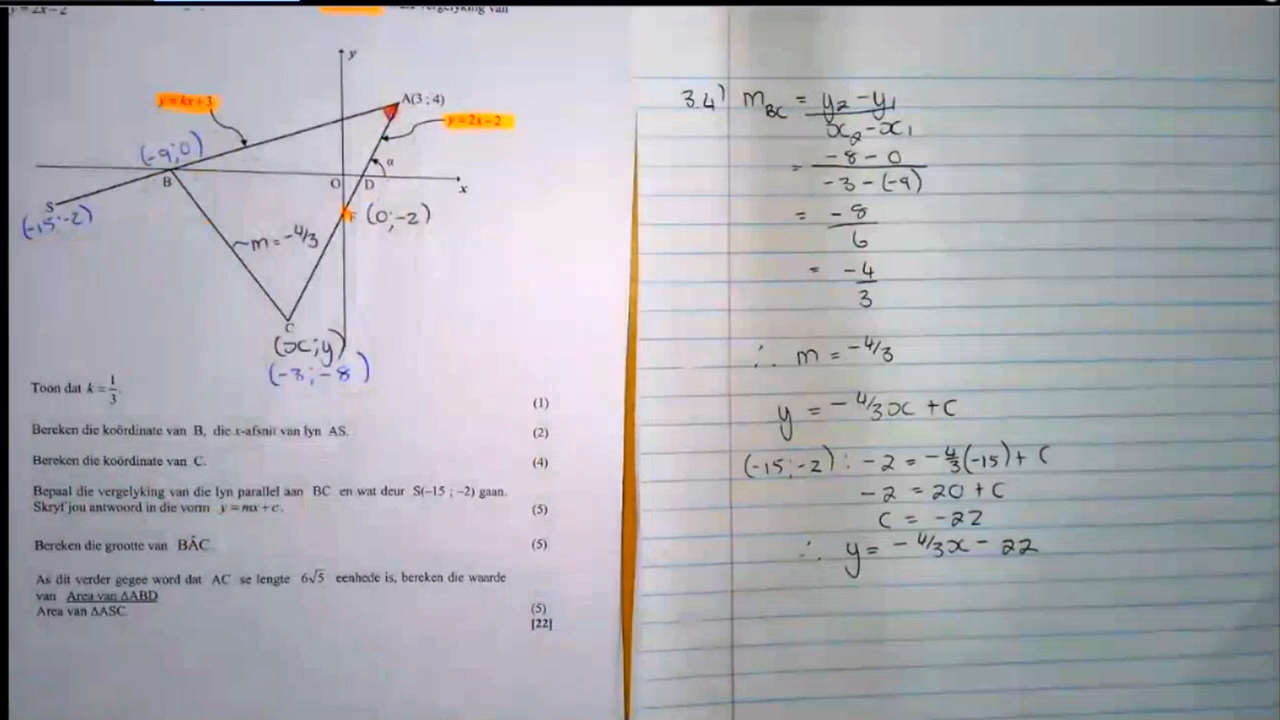 y = 2x - 2
vergelyking van
y
A(3 ; 4)
y = kx + 3
y = 2x - 2
(-9;0)
α
B
O
D
x
S
(-15;-2)
F (0;-2)
m = -4/3
C
(x;y)
(-3;-8)
Toon dat k = 1/3.
(1)
Bereken die koördinate van B, die x-afsnit van lyn AS.
(2)
Bereken die koördinate van C.
(4)
Bepaal die vergelyking van die lyn parallel aan BC en wat deur S(-15 ; -2) gaan.
Skryf jou antwoord in die vorm y = mx + c.
(5)
Bereken die grootte van BÂC.
(5)
As dit verder gegee word dat AC se lengte 6√5 eenhede is, bereken die waarde
van Area van ΔABD
Area van ΔASC.
(5)
[22]
3.4) m_BC = y₂ - y₁
x₂ - x₁
= -8 - 0
-3 - (-9)
= -8
6
= -4
3
∴ m = -4/3
y = -4/3x + c
(-15;-2): -2 = -4/3(-15) + c
-2 = 20 + c
c = -22
∴ y = -4/3x - 22